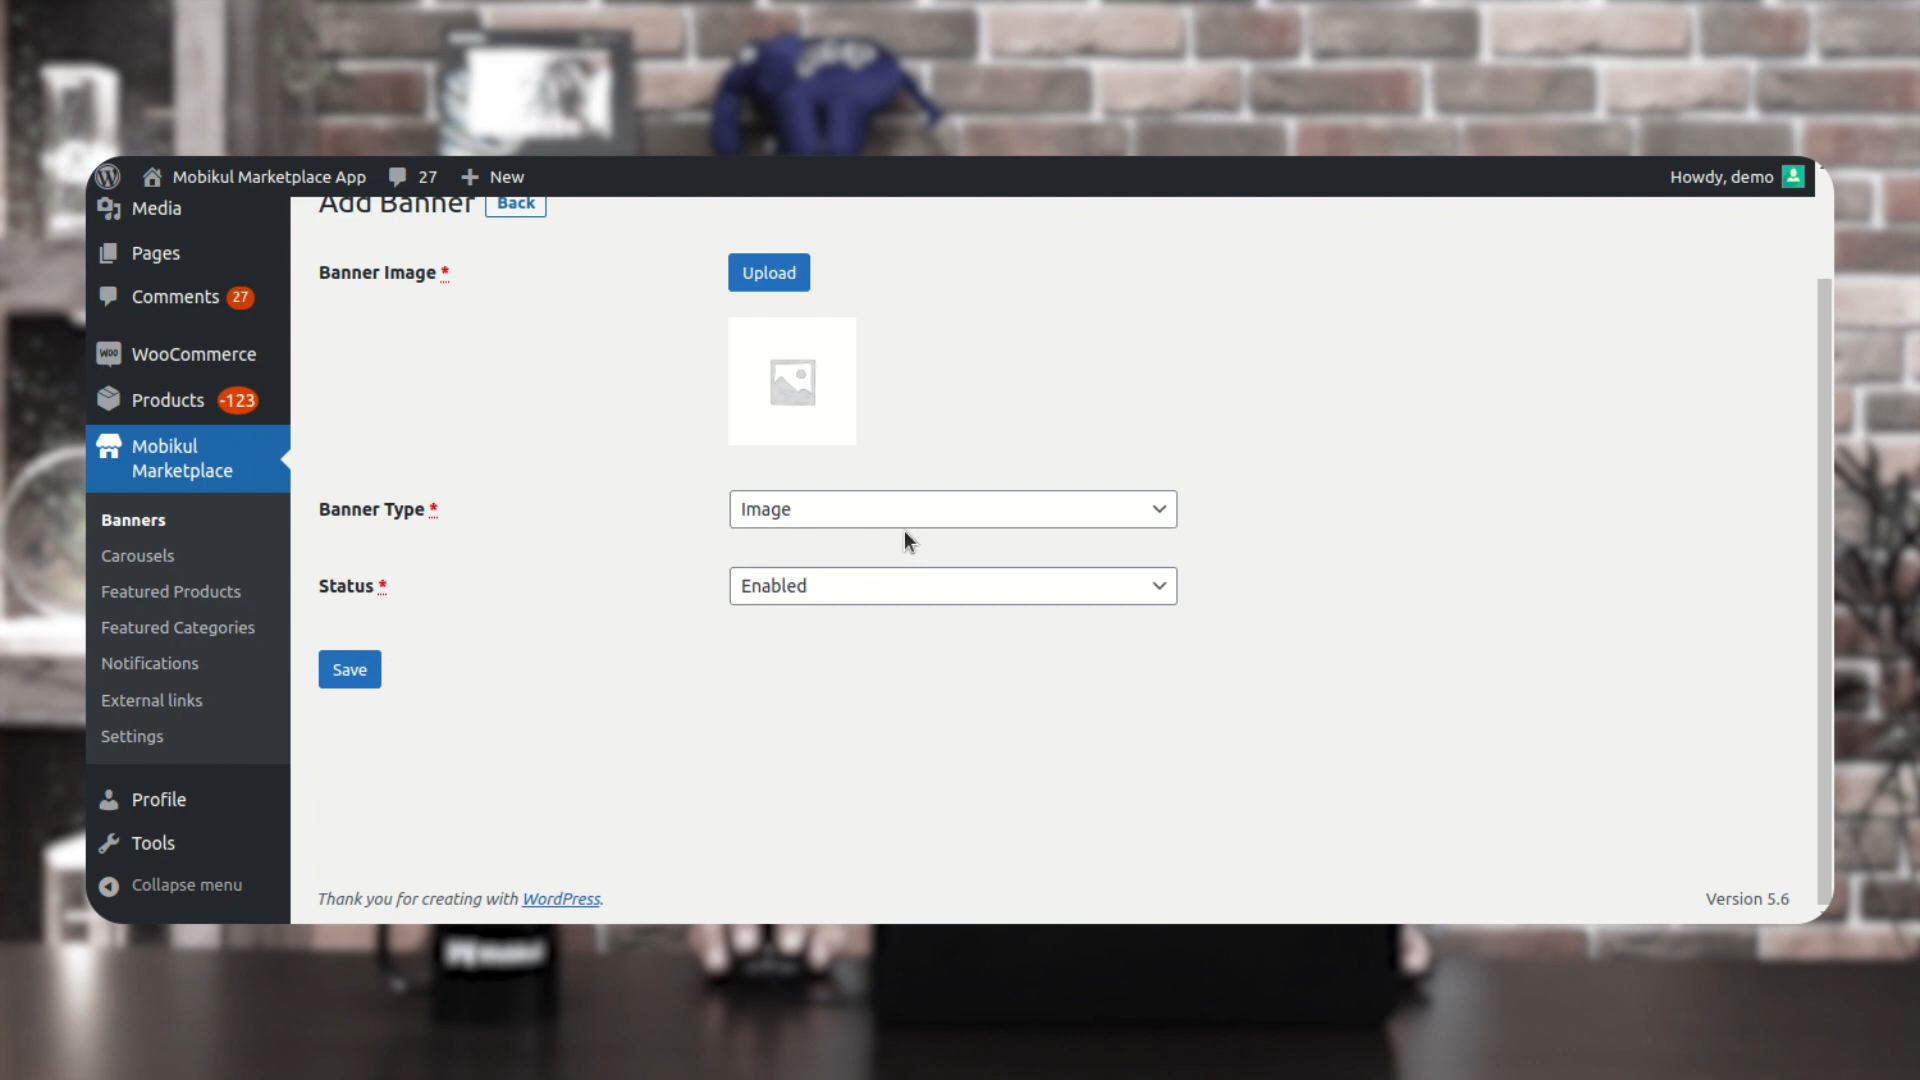 Mobikul Marketplace App
27
New
Howdy, demo
Media
Pages
Comments 27
WOO
WooCommerce
Products -123
Mobikul
Marketplace
Banners
Carousels
Featured Products
Featured Categories
Notifications
External links
Settings
Profile
Tools
Collapse menu
Add Banner
Back
Banner Image *
Upload
Banner Type *
Image
Status *
Enabled
Save
Thank you for creating with WordPress.
Version 5.6